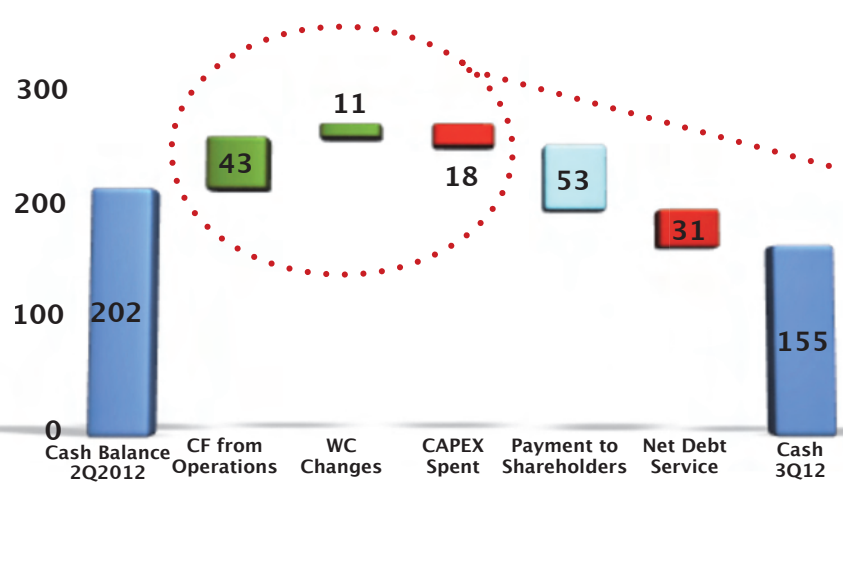 300
200
100
0
202
43
11
18
53
31
155
Cash Balance
2Q2012
CF from
Operations
WC
Changes
CAPEX
Spent
Payment to
Shareholders
Net Debt
Service
Cash
3Q12